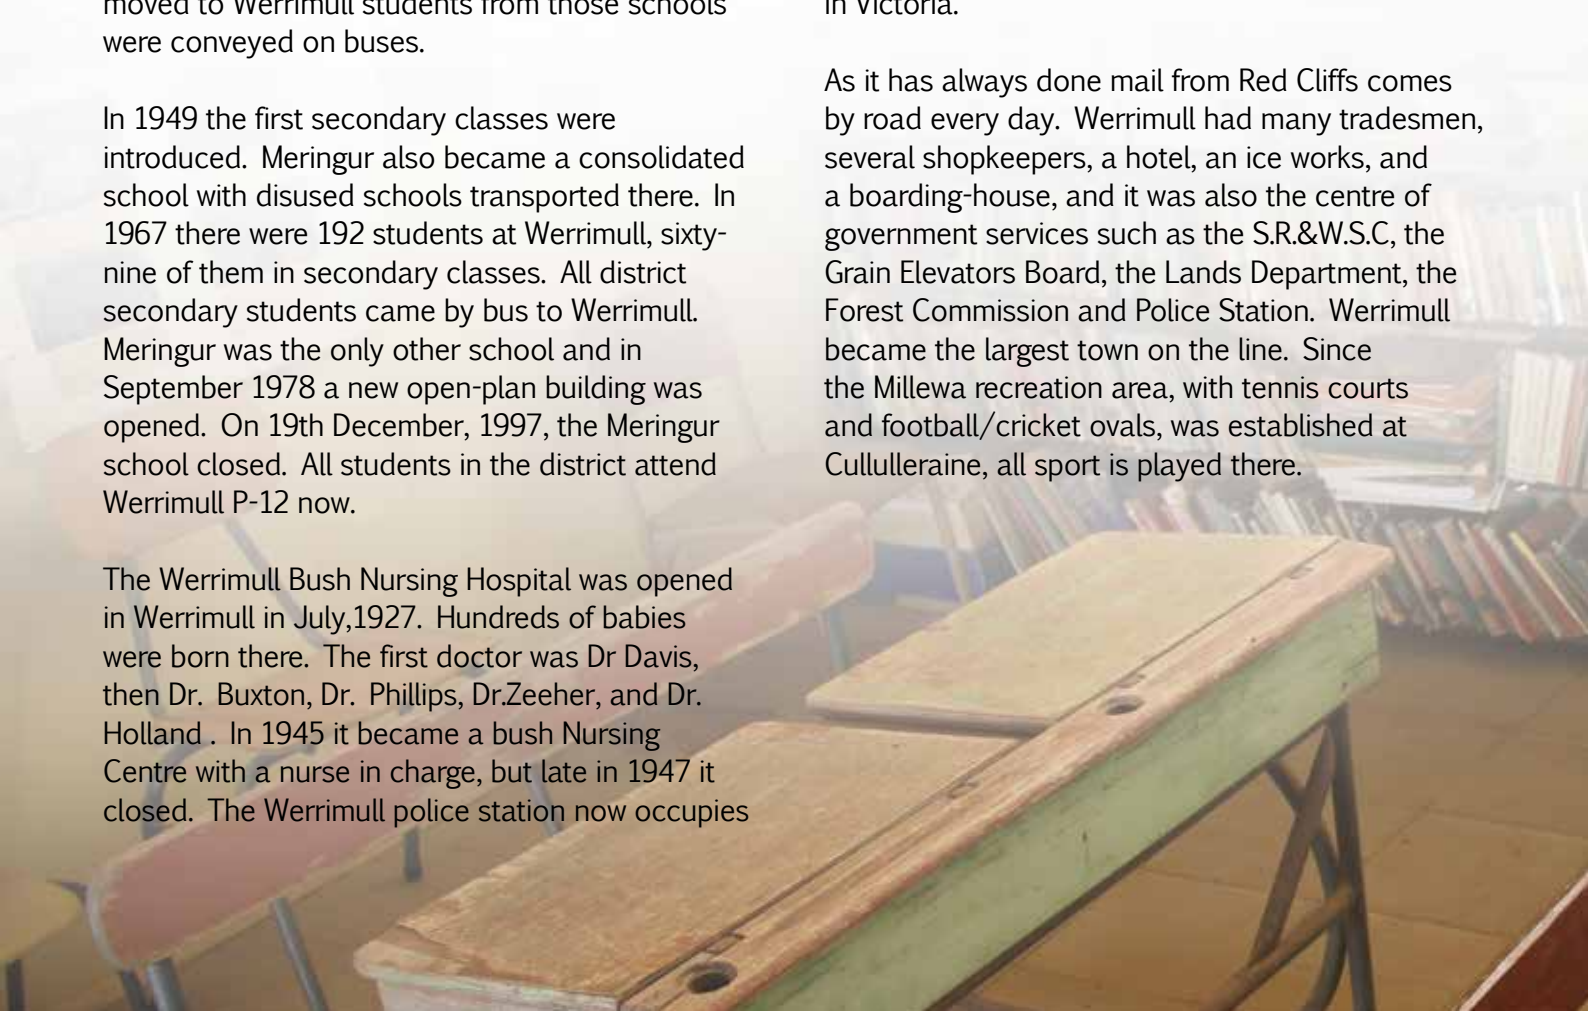 moved to Werrimull students from those schools
were conveyed on buses.
In 1949 the first secondary classes were
introduced.  Meringur also became a consolidated
school with disused schools transported there.  In
1967 there were 192 students at Werrimull, sixty-
nine of them in secondary classes.  All district
secondary students came by bus to Werrimull.
Meringur was the only other school and in
September 1978 a new open-plan building was
opened.  On 19th December, 1997, the Meringur
school closed.  All students in the district attend
Werrimull P-12 now.
The Werrimull Bush Nursing Hospital was opened
in Werrimull in July,1927.  Hundreds of babies
were born there.  The first doctor was Dr Davis,
then Dr.  Buxton, Dr.  Phillips, Dr.Zeeher, and Dr.
Holland .  In 1945 it became a bush Nursing
Centre with a nurse in charge, but late in 1947 it
closed.  The Werrimull police station now occupies
in Victoria.
As it has always done mail from Red Cliffs comes
by road every day.  Werrimull had many tradesmen,
several shopkeepers, a hotel, an ice works, and
a boarding-house, and it was also the centre of
government services such as the S.R.&W.S.C, the
Grain Elevators Board, the Lands Department, the
Forest Commission and Police Station.  Werrimull
became the largest town on the line.  Since
the Millewa recreation area, with tennis courts
and football/cricket ovals, was established at
Cullulleraine, all sport is played there.